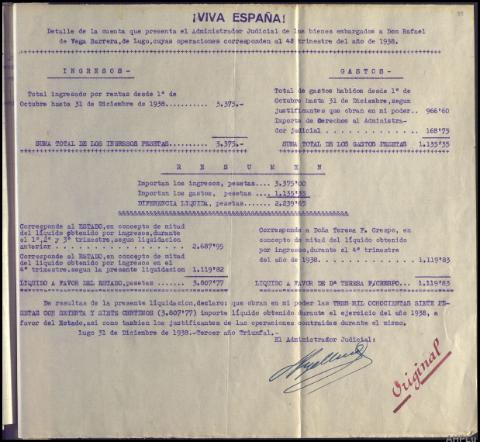 ¡VIVA ESPAÑA!
Detalle de la cuenta que presenta el Administrador Judicial de los bienes embargados a Don Rafael
de Vega Barrera, de Lugo, cuyas operaciones corresponden al 4º trimestre del año de 1938.
INGRESOS-
GASTOS-
Total ingresado por rentas desde 1º de
Octubre hasta 31 de Diciembre de 1938.......... 3.375.-
SUMA TOTAL DE LOS INGRESOS PESETAS....... 3.375.-
Total de gastos habidos desde 1º de
Octubre hasta 31 Diciembre, segun
justificantes que obran en mi poder.. 966'60
Importe de Derechos al Administra-
dor judicial ................ 168'75
SUMA TOTAL DE LOS GASTOS PESETAS 1.135'35
RESUMEN
Importan los ingresos, pesetas.... 3.375'00
Importan los gastos, pesetas ... 1.135'35
DIFERENCIA LIQUIDA, pesetas.... 2.239'65
Corresponde al ESTADO, en concepto de mitad
del líquido obtenido por ingresos, durante
el 1º, 2º y 3º trimestre, segun liquidacion
anterior . . . . . . . . . . . . . . 2.687'95
Corresponde al ESTADO, en concepto de mitad
del líquido obtenido por ingresos en el
4º trimestre, segun la presente liquidacion 1.119'82
LIQUIDO A FAVOR DEL ESTADO, pesetas ...... 3.807'77
Corresponde a Doña Teresa F. Crespo, en
concepto de mitad del líquido obtenido
por ingresos, durante el 4º trimestre
del año de 1938.............. 1.119'83
LIQUIDO A FAVOR DE Dª TERESA F. CRESPO.. 1.119'83
De resultas de la presente liquidacion, declaro: que obran en mi poder las TRES MIL OCHOCIENTAS SIETE PE-
SETAS CON SETENTA Y SIETE CENTIMOS (3.807'77) importe líquido obtenido durante el ejercicio del año 1938, a
favor del Estado, asi como tambien los justificantes de las operaciones contraidas durante el mismo.
Lugo 31 de Diciembre de 1938.-Tercer año Triunfal.-
El Administrador Judicial:
Original